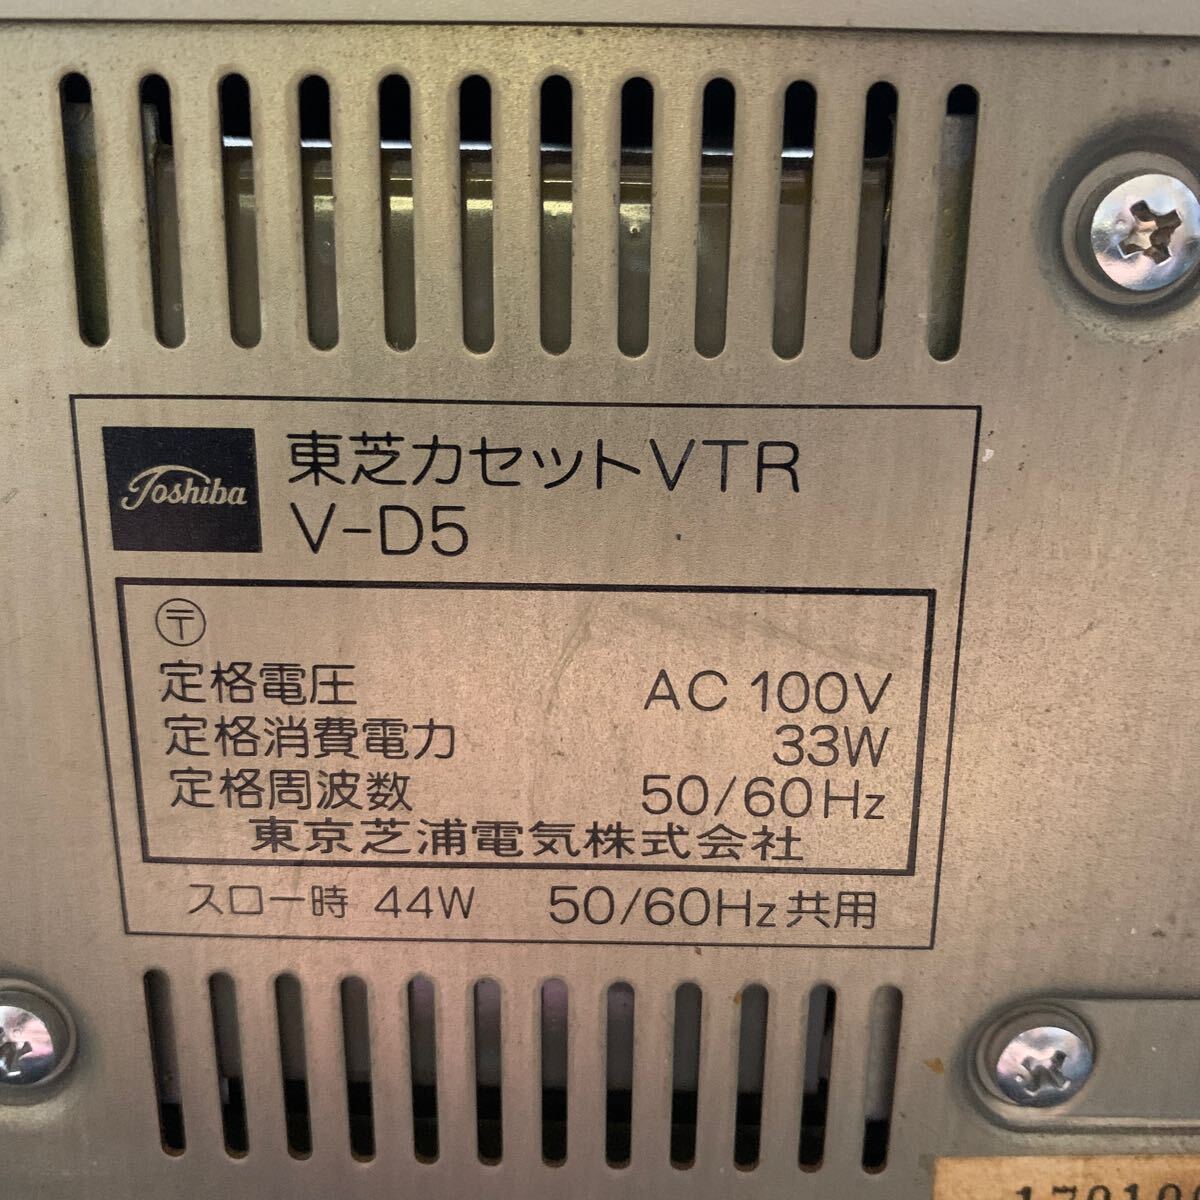 Toshiba
東芝カセットVTR
V-D5
〒
定格電圧 AC 100V
定格消費電力 33W
定格周波数 50/60Hz
東京芝浦電気株式会社
スロー時 44W 50/60Hz共用